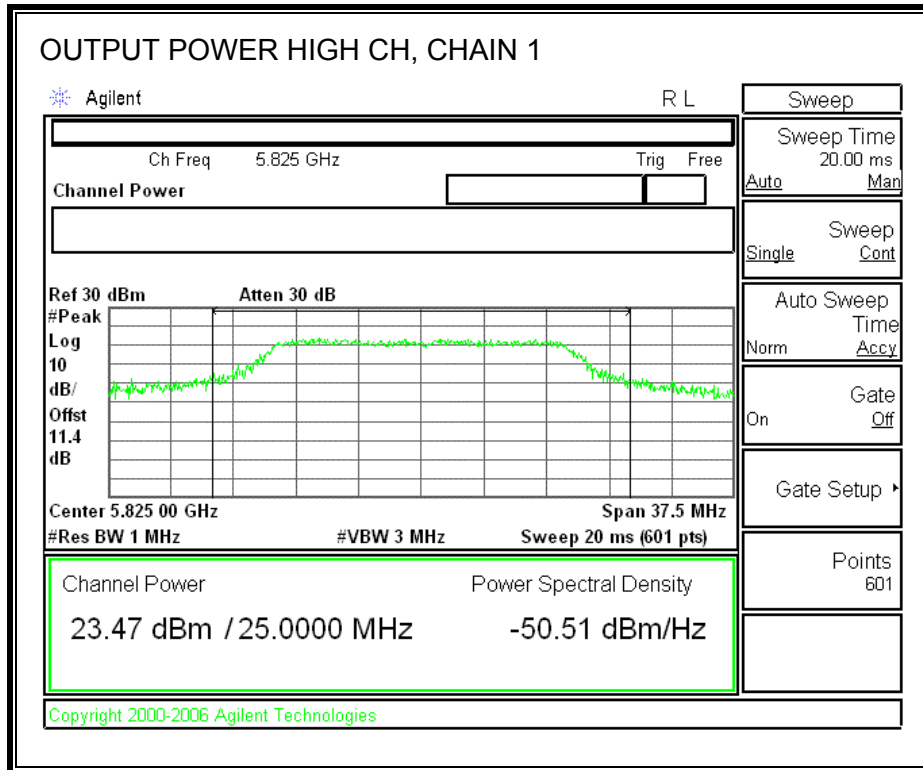 OUTPUT POWER HIGH CH, CHAIN 1
Agilent
R L
Ch Freq 5.825 GHz
Trig Free
Channel Power
Ref 30 dBm
Atten 30 dB
#Peak
Log
10
dB/
Offst
11.4
dB
Center 5.825 00 GHz
Span 37.5 MHz
#Res BW 1 MHz
#VBW 3 MHz
Sweep 20 ms (601 pts)
Channel Power
Power Spectral Density
23.47 dBm / 25.0000 MHz
-50.51 dBm/Hz
Copyright 2000-2006 Agilent Technologies
Sweep
Sweep Time
20.00 ms
Auto Man
Sweep
Single Cont
Auto Sweep
Time
Norm Accy
Gate
On Off
Gate Setup
Points
601